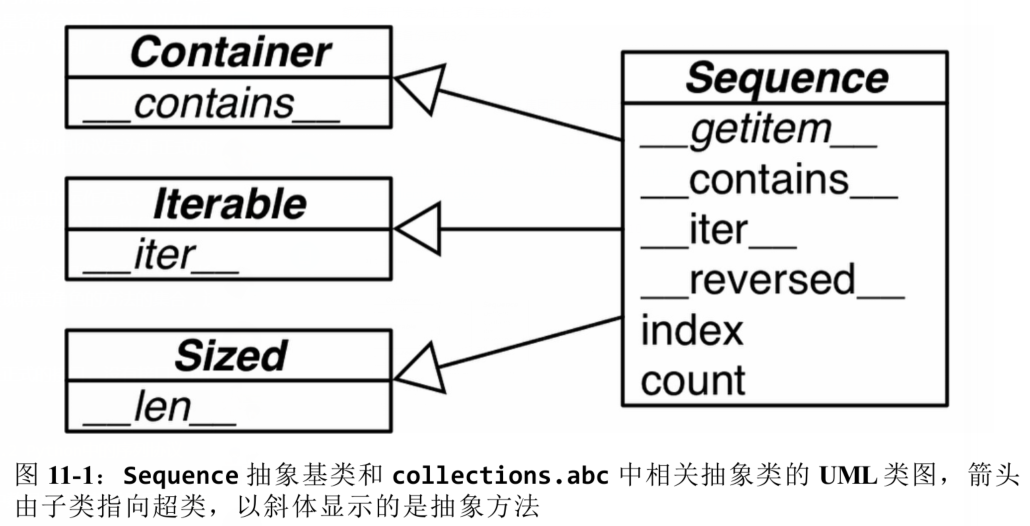 Container
__contains__
Iterable
__iter__
Sized
__len__
Sequence
__getitem__
__contains__
__iter__
__reversed__
index
count
图 11-1：Sequence 抽象基类和 collections.abc 中相关抽象类的 UML 类图，箭头
由子类指向超类，以斜体显示的是抽象方法